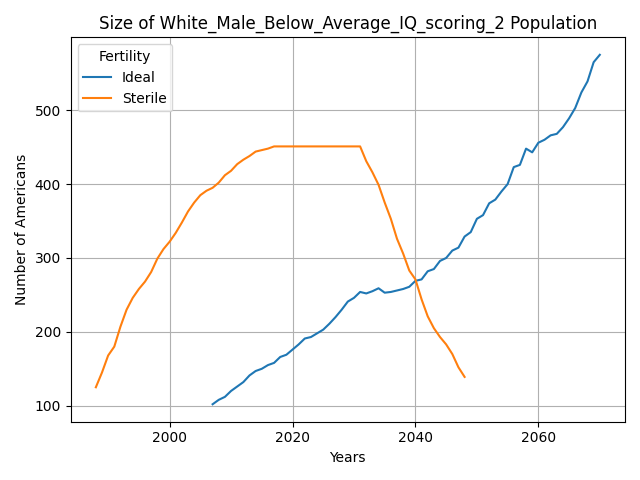 Size of White_Male_Below_Average_IQ_scoring_2 Population
Fertility
Ideal
Sterile
Number of Americans
500
400
300
200
100
2000 2020 2040 2060
Years